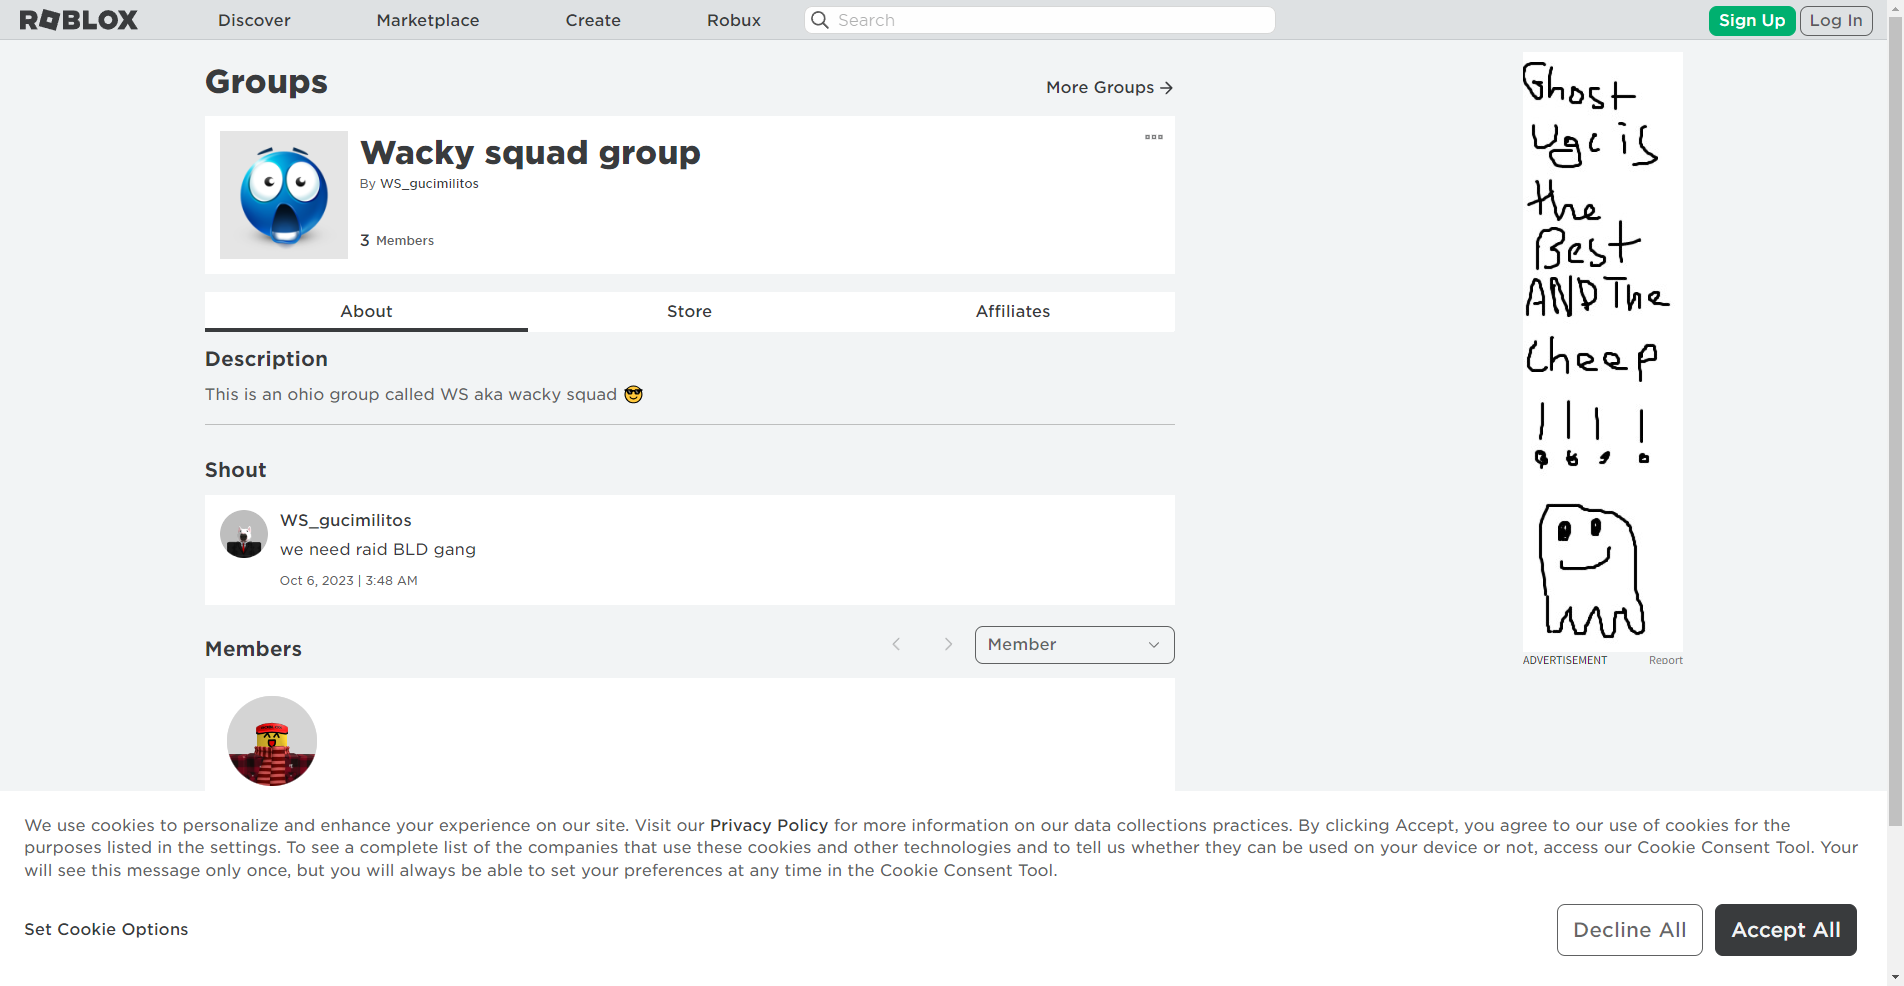 ROBLOX
Discover
Marketplace
Create
Robux
Search
Sign Up
Log In
Groups
More Groups
Wacky squad group
By WS_gucimilitos
3 Members
About
Store
Affiliates
Description
This is an ohio group called WS aka wacky squad 😎
Shout
WS_gucimilitos
we need raid BLD gang
Oct 6, 2023 | 3:48 AM
Members
Member
Ghost
Ugc is
the
Best
AND The
cheep
!!! !
ADVERTISEMENT
Report
We use cookies to personalize and enhance your experience on our site. Visit our Privacy Policy for more information on our data collections practices. By clicking Accept, you agree to our use of cookies for the
purposes listed in the settings. To see a complete list of the companies that use these cookies and other technologies and to tell us whether they can be used on your device or not, access our Cookie Consent Tool. Your
will see this message only once, but you will always be able to set your preferences at any time in the Cookie Consent Tool.
Set Cookie Options
Decline All
Accept All